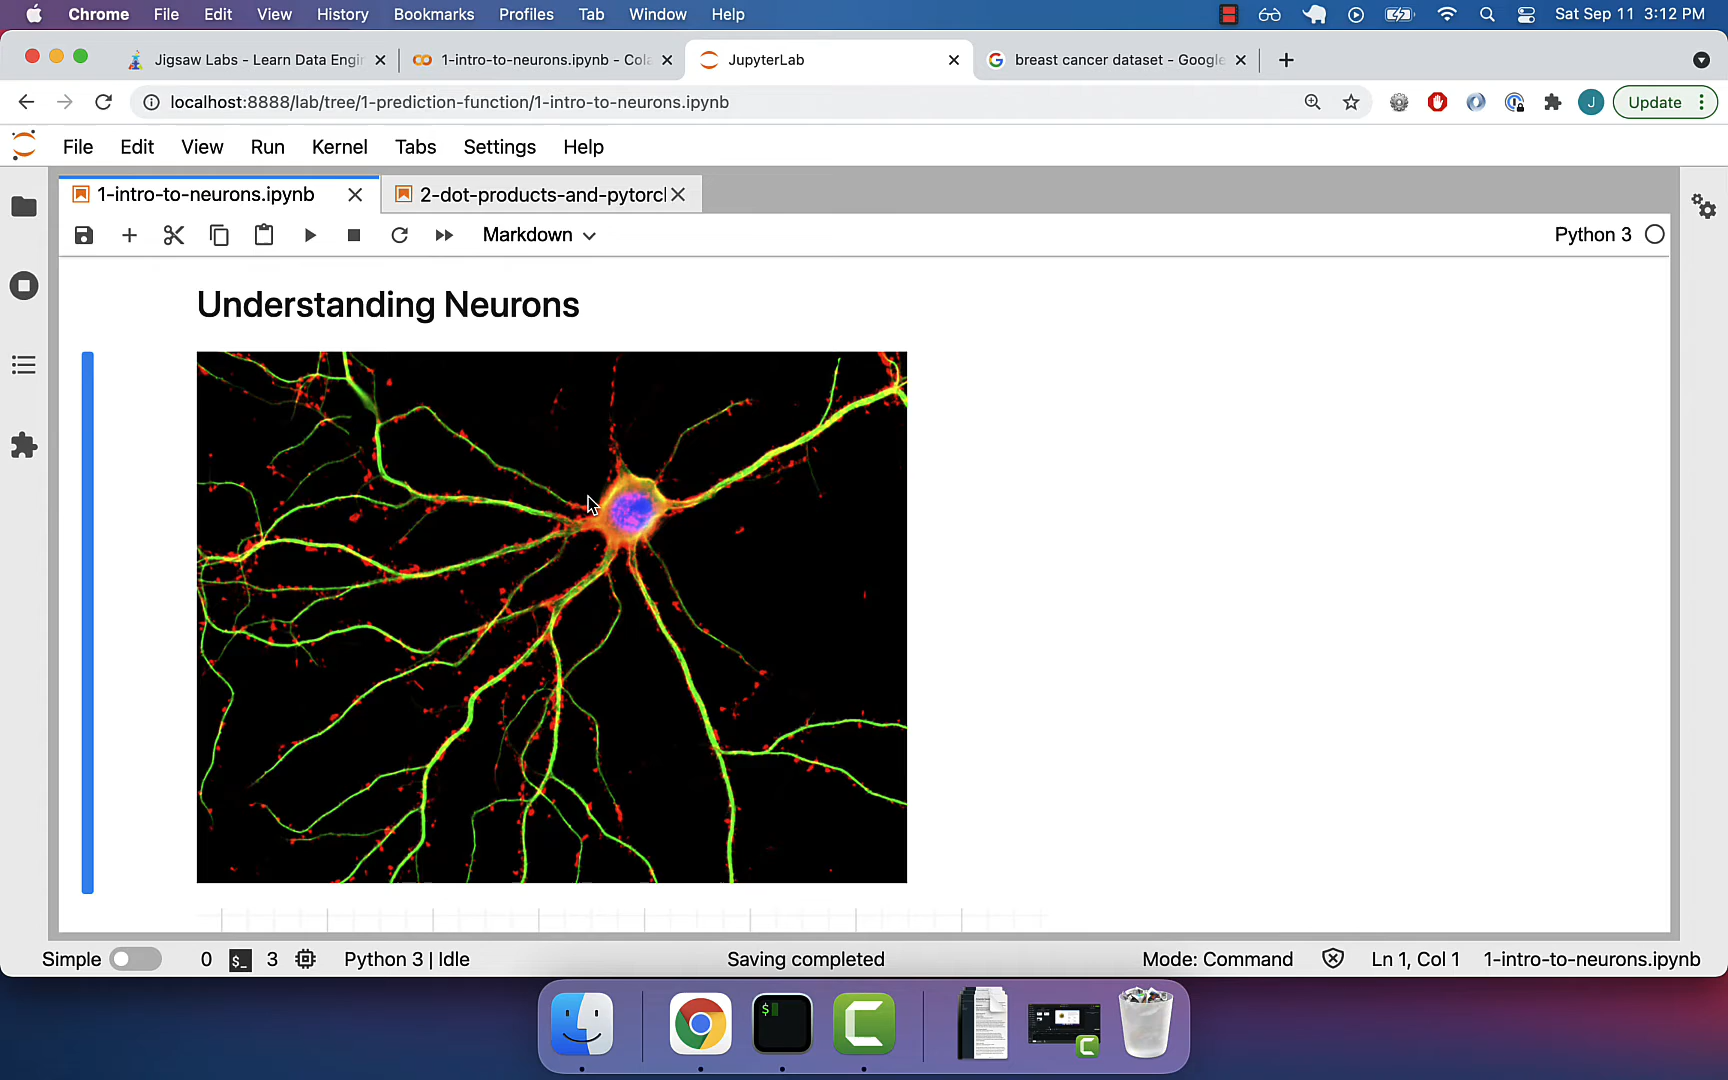 Chrome File Edit View History Bookmarks Profiles Tab Window Help Sat Sep 11 3:12 PM
Jigsaw Labs - Learn Data Engin 1-intro-to-neurons.ipynb - Cola JupyterLab breast cancer dataset - Google
localhost:8888/lab/tree/1-prediction-function/1-intro-to-neurons.ipynb J Update
File Edit View Run Kernel Tabs Settings Help
1-intro-to-neurons.ipynb 2-dot-products-and-pytorcl
Markdown Python 3
Understanding Neurons
Simple 0 $_ 3 Python 3 | Idle Saving completed Mode: Command Ln 1, Col 1 1-intro-to-neurons.ipynb
$